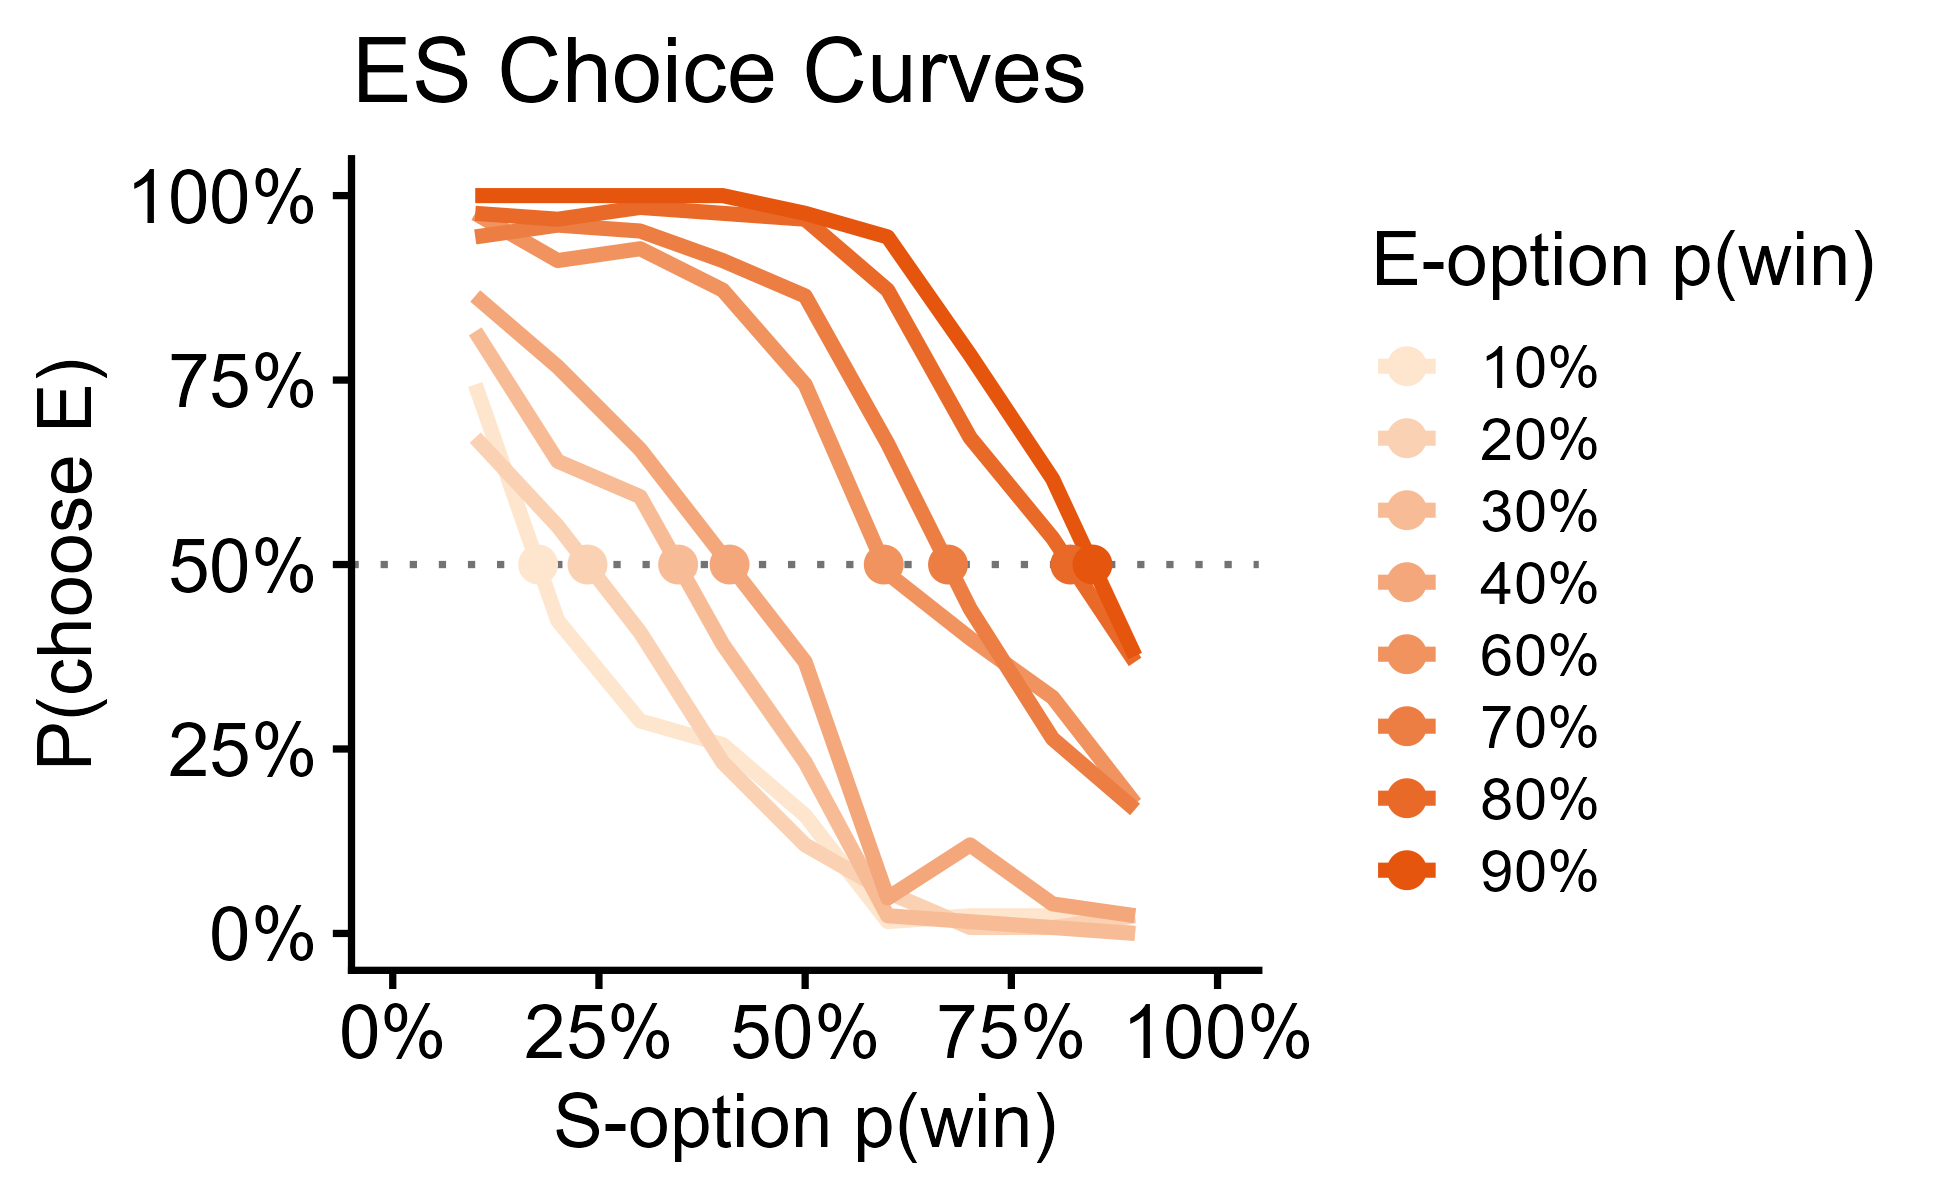 ES Choice Curves
P(choose E)
100%
75%
50%
25%
0%
0% 25% 50% 75% 100%
S-option p(win)
E-option p(win)
10%
20%
30%
40%
60%
70%
80%
90%